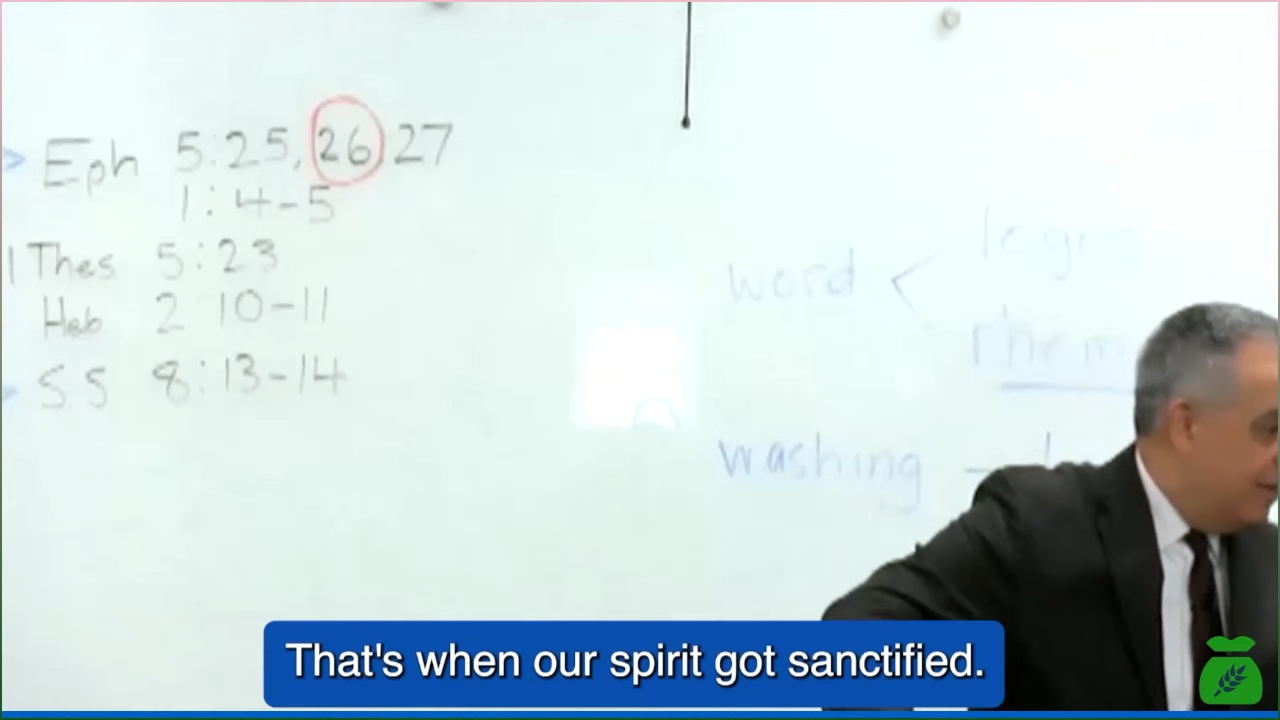 Eph 5:25, 26, 27
1:4-5
1 Thes 5:23
Heb 2:10-11
S.S 8:13-14
word <
washing -
That's when our spirit got sanctified.